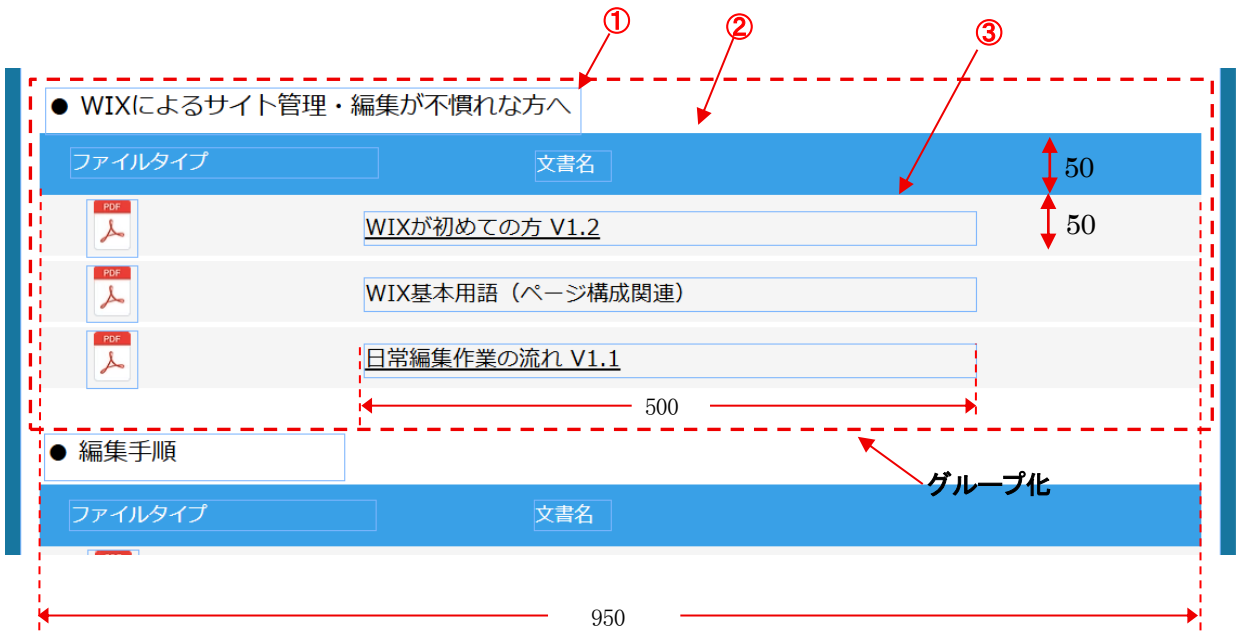 ① ② ③
● WIXによるサイト管理・編集が不慣れな方へ
ファイルタイプ 文書名 50
PDF WIXが初めての方 V1.2 50
PDF WIX基本用語（ページ構成関連）
PDF 日常編集作業の流れ V1.1
500
● 編集手順
グループ化
ファイルタイプ 文書名
950